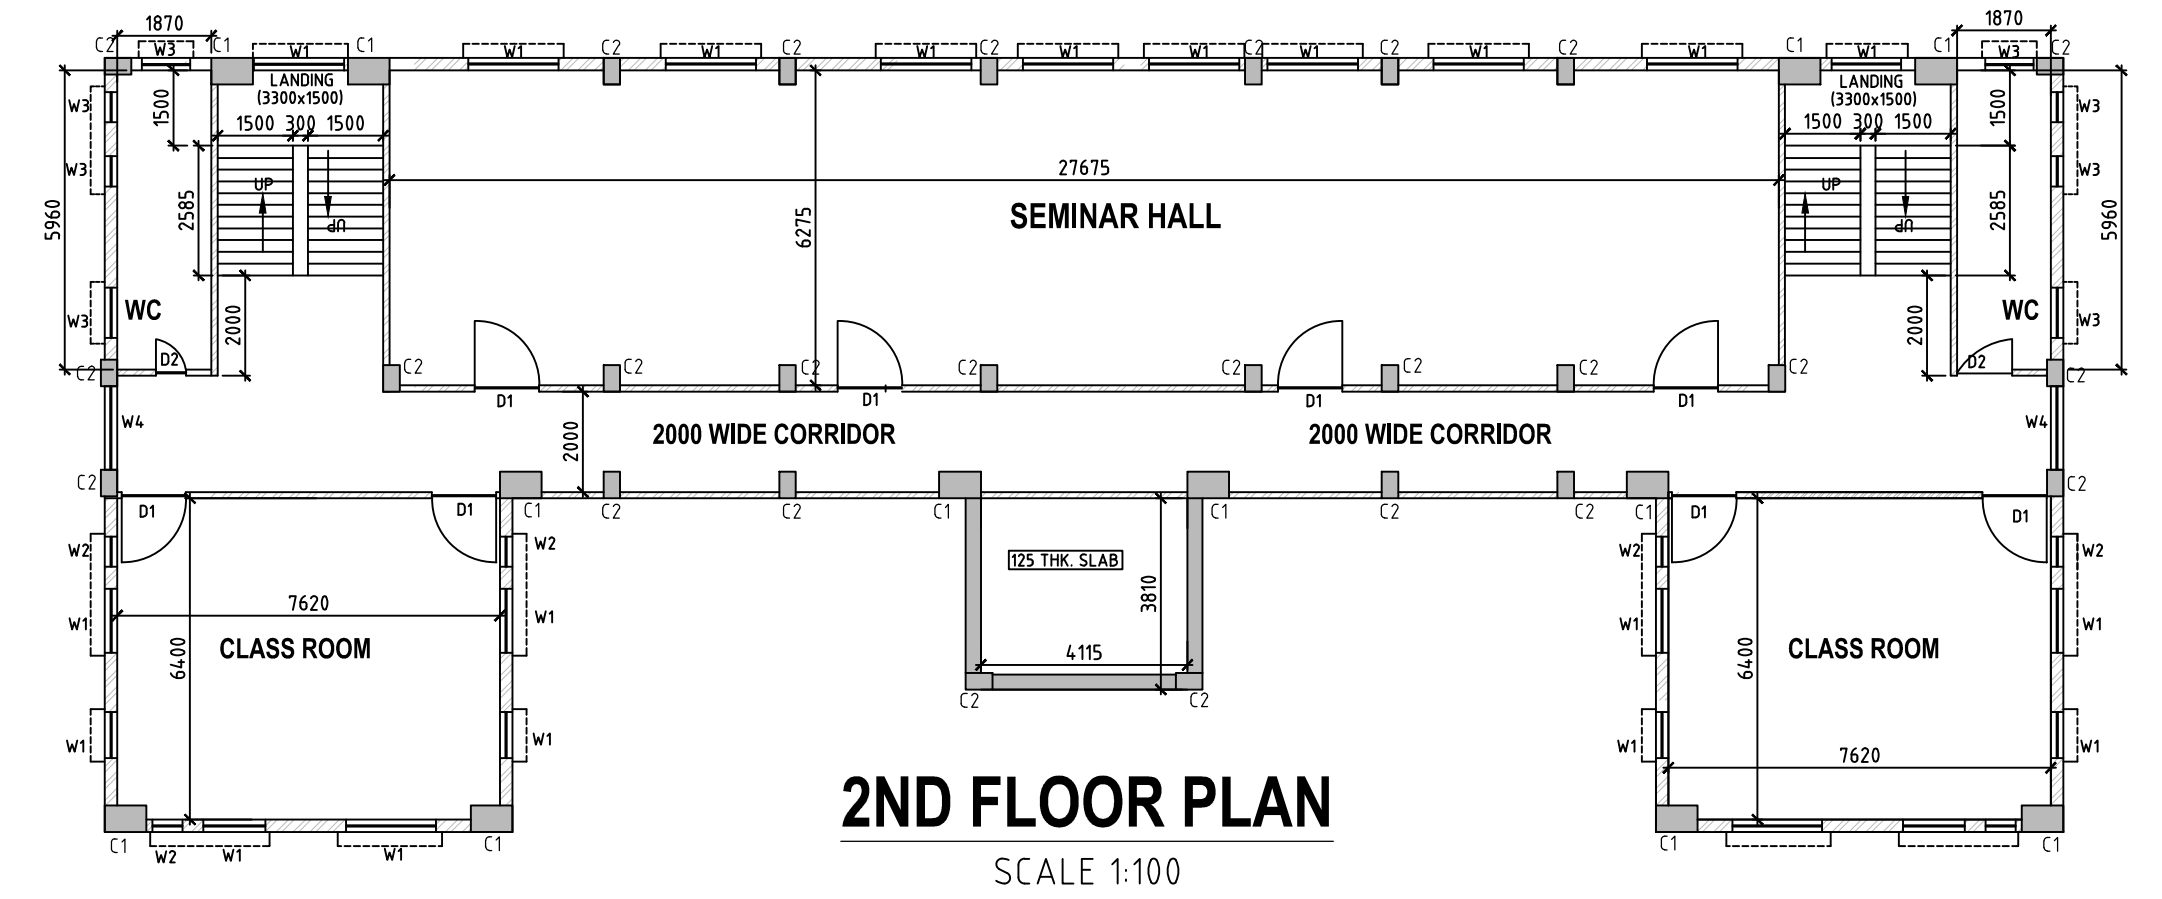 1870 1870
C2 W3 C1 W1 C1 W1 C2 W1 C2 W1 C2 W1 W1 C2 W1 C2 W1 C2 W1 C1 W1 C1 W3 C2
LANDING LANDING
(3300x1500) (3300x1500)
W3 1500 1500 W3
1500 300 1500 1500 300 1500
W3 27675 W3
UP UP UP UP
5960 2585 6275 SEMINAR HALL 2585 5960
WC WC
W3 2000 2000 W3
D2 D2
C2 C2 C2 C2 C2 C2 C2 C2 C2 C2
D1 D1 D1 D1
W4 W4
2000 2000 WIDE CORRIDOR 2000 WIDE CORRIDOR
C2 C2
D1 D1 C1 C2 C2 C1 C1 C2 C2 C1 D1 D1
W2 W2 W2 W2
125 THK. SLAB
3810
7620
W1 W1 W1 W1
CLASS ROOM CLASS ROOM
6400 4115 6400
C2 C2
W1 W1 W1 W1
7620
2ND FLOOR PLAN
C1 C1 C1 C1
W2 W1 W1
SCALE 1:100